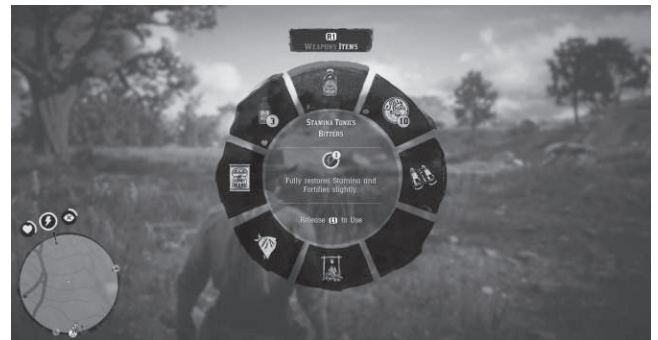 R1
WEAPONS ITEMS
3
10
STAMINA TONICS
BITTERS
Fully restores Stamina and
Fortifies slightly.
Release L1 to Use